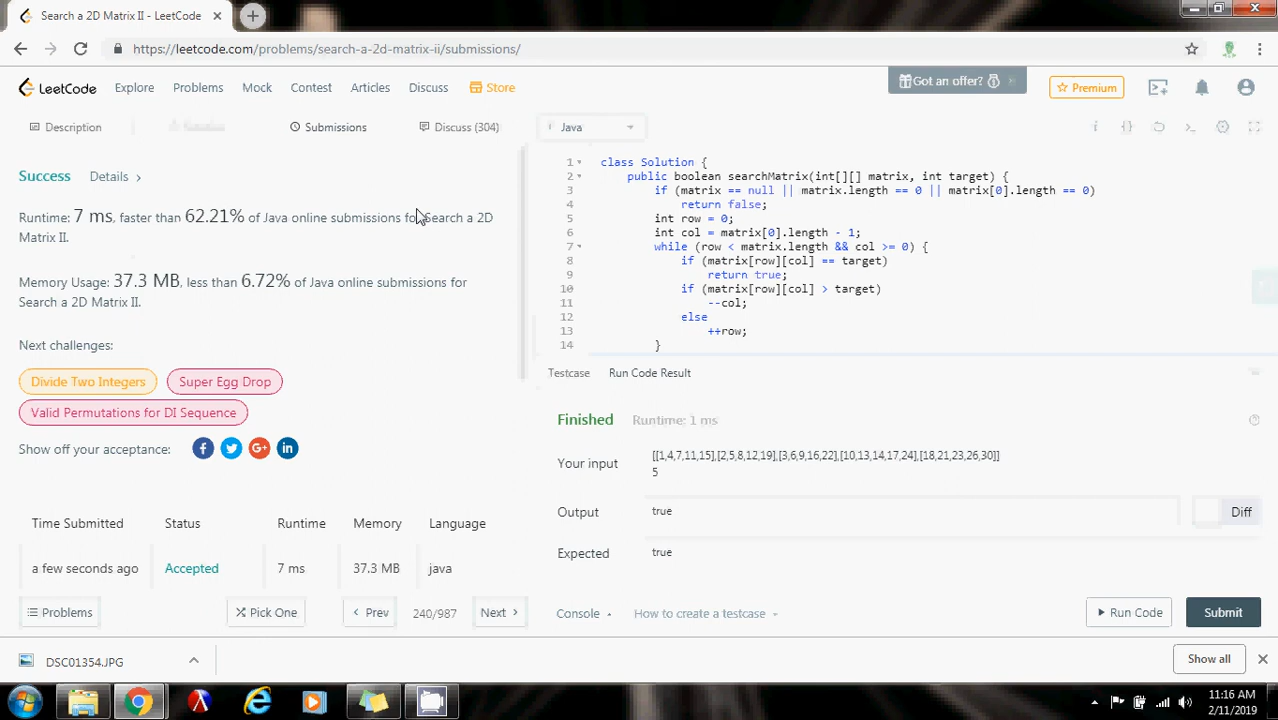 Search a 2D Matrix II - LeetCode
https://leetcode.com/problems/search-a-2d-matrix-ii/submissions/
LeetCode Explore Problems Mock Contest Articles Discuss Store Got an offer? Premium
Description Submissions Discuss (304) Java
Success Details >
Runtime: 7 ms, faster than 62.21% of Java online submissions for Search a 2D
Matrix II.
Memory Usage: 37.3 MB, less than 6.72% of Java online submissions for
Search a 2D Matrix II.
Next challenges:
Divide Two Integers Super Egg Drop
Valid Permutations for DI Sequence
Show off your acceptance:
Time Submitted Status Runtime Memory Language
a few seconds ago Accepted 7 ms 37.3 MB java
Problems Pick One < Prev 240/987 Next >
1 class Solution {
2 public boolean searchMatrix(int[][] matrix, int target) {
3 if (matrix == null || matrix.length == 0 || matrix[0].length == 0)
4 return false;
5 int row = 0;
6 int col = matrix[0].length - 1;
7 while (row < matrix.length && col >= 0) {
8 if (matrix[row][col] == target)
9 return true;
10 if (matrix[row][col] > target)
11 --col;
12 else
13 ++row;
14 }
Testcase Run Code Result
Finished Runtime: 1 ms
Your input
[[1,4,7,11,15],[2,5,8,12,19],[3,6,9,16,22],[10,13,14,17,24],[18,21,23,26,30]]
5
Output true Diff
Expected true
Console How to create a testcase Run Code Submit
DSC01354.JPG Show all
11:16 AM
2/11/2019